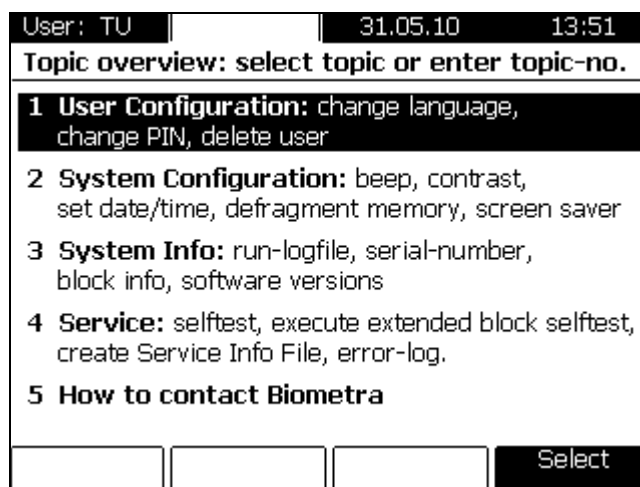 User: TU 31.05.10 13:51
Topic overview: select topic or enter topic-no.
1 User Configuration: change language,
change PIN, delete user
2 System Configuration: beep, contrast,
set date/time, defragment memory, screen saver
3 System Info: run-logfile, serial-number,
block info, software versions
4 Service: selftest, execute extended block selftest,
create Service Info File, error-log.
5 How to contact Biometra
Select